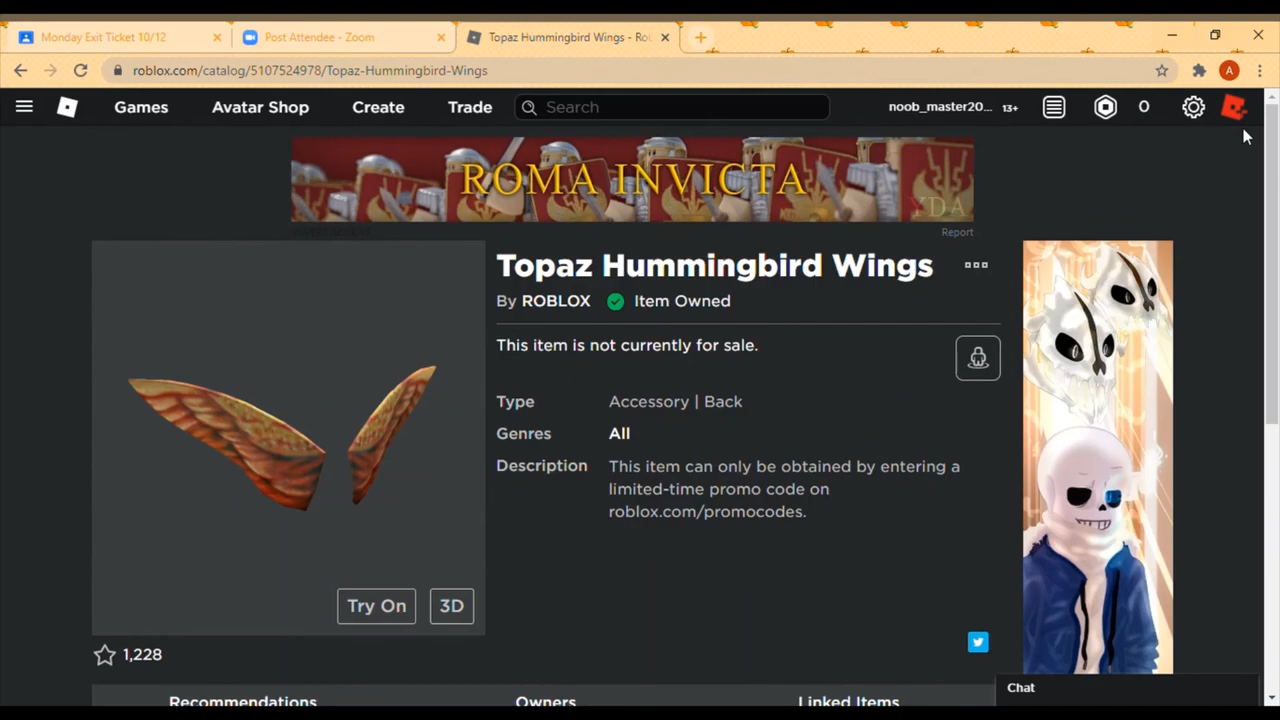 Monday Exit Ticket 10/12
Post Attendee - Zoom
Topaz Hummingbird Wings - Ro
roblox.com/catalog/5107524978/Topaz-Hummingbird-Wings
A
Games
Avatar Shop
Create
Trade
Search
noob_master20... 13+
0
ROMA INVICTA
YDA
Report
Topaz Hummingbird Wings
By ROBLOX Item Owned
This item is not currently for sale.
Type Accessory | Back
Genres All
Description This item can only be obtained by entering a
limited-time promo code on
roblox.com/promocodes.
Try On
3D
1,228
Chat
Recommendations
Owners
Linked Items